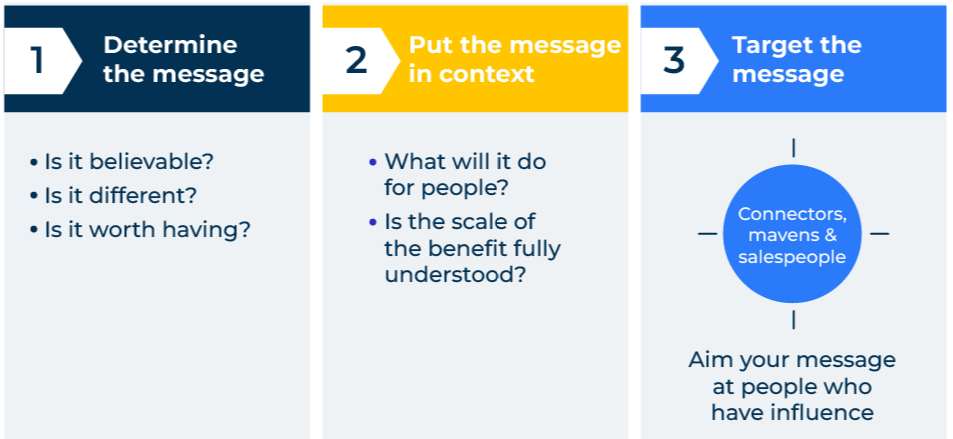 1
Determine
the message
• Is it believable?
• Is it different?
• Is it worth having?
2
Put the message
in context
• What will it do
for people?
• Is the scale of
the benefit fully
understood?
3
Target the
message
Connectors,
mavens &
salespeople
Aim your message
at people who
have influence